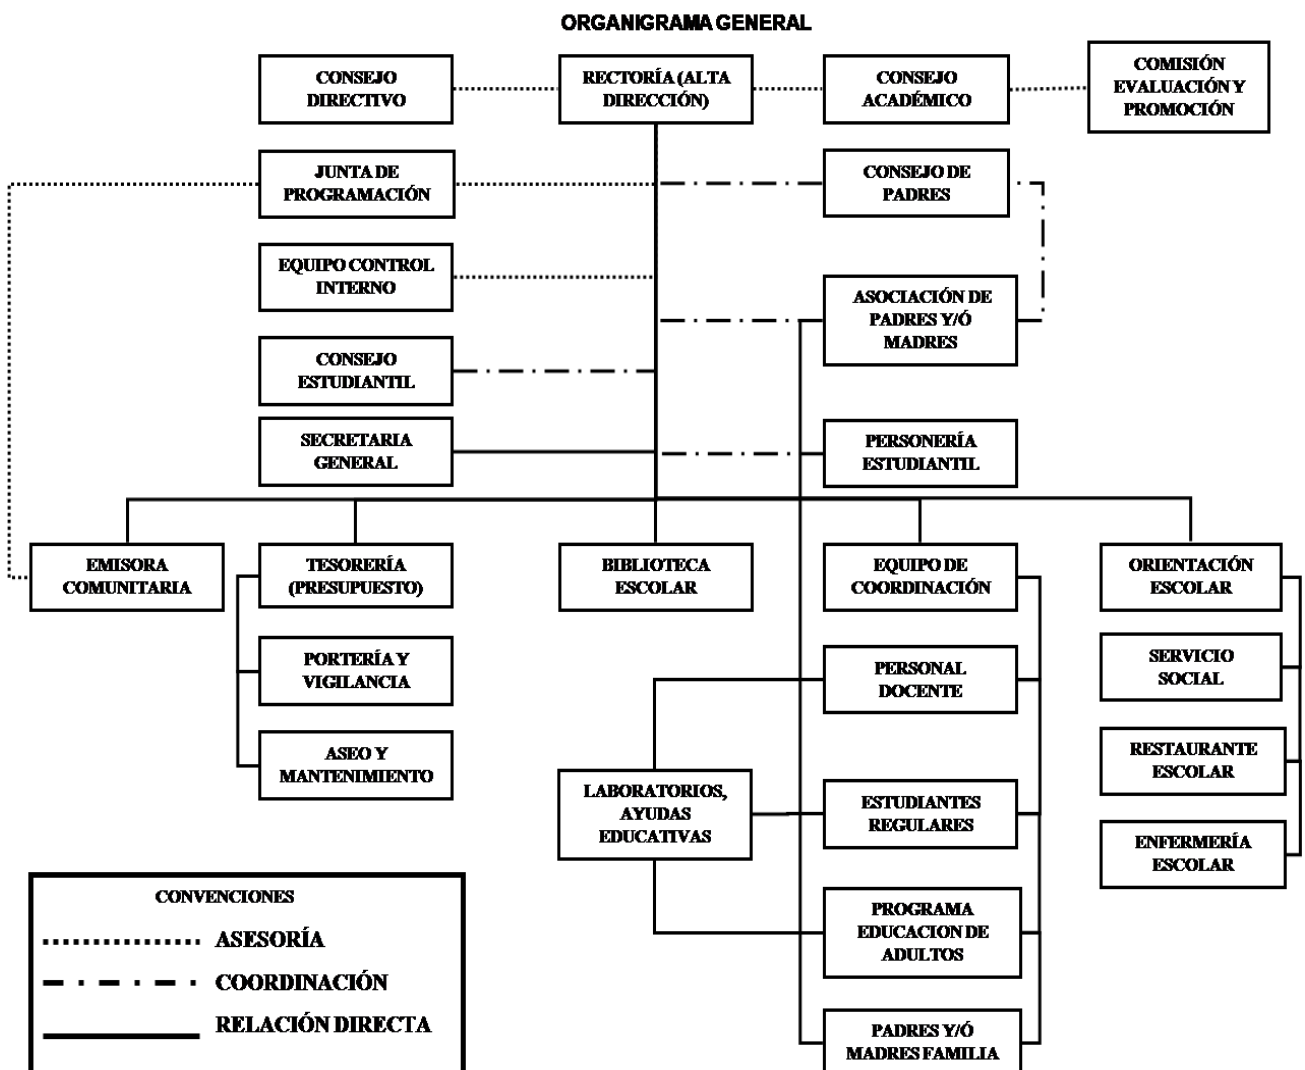 ORGANIGRAMA GENERAL
CONSEJO
DIRECTIVO
RECTORÍA (ALTA
DIRECCIÓN)
CONSEJO
ACADÉMICO
COMISIÓN
EVALUACIÓN Y
PROMOCIÓN
JUNTA DE
PROGRAMACIÓN
CONSEJO DE
PADRES
EQUIPO CONTROL
INTERNO
ASOCIACIÓN DE
PADRES Y/Ó
MADRES
CONSEJO
ESTUDIANTIL
SECRETARIA
GENERAL
PERSONERÍA
ESTUDIANTIL
EMISORA
COMUNITARIA
TESORERÍA
(PRESUPUESTO)
BIBLIOTECA
ESCOLAR
EQUIPO DE
COORDINACIÓN
ORIENTACIÓN
ESCOLAR
PORTERÍA Y
VIGILANCIA
PERSONAL
DOCENTE
SERVICIO
SOCIAL
ASEO Y
MANTENIMIENTO
RESTAURANTE
ESCOLAR
LABORATORIOS,
AYUDAS
EDUCATIVAS
ESTUDIANTES
REGULARES
ENFERMERÍA
ESCOLAR
PROGRAMA
EDUCACION DE
ADULTOS
PADRES Y/Ó
MADRES FAMILIA
CONVENCIONES
ASESORÍA
COORDINACIÓN
RELACIÓN DIRECTA